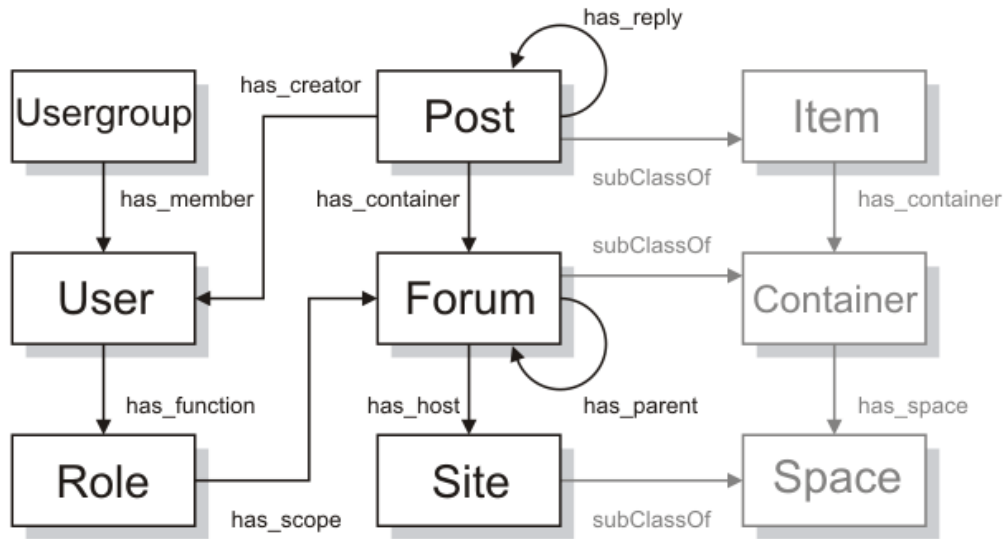 has_reply
Usergroup
has_creator
Post
Item
subClassOf
has_member
has_container
has_container
subClassOf
User
Forum
Container
has_function
has_host
has_parent
has_space
Role
Site
Space
has_scope
subClassOf